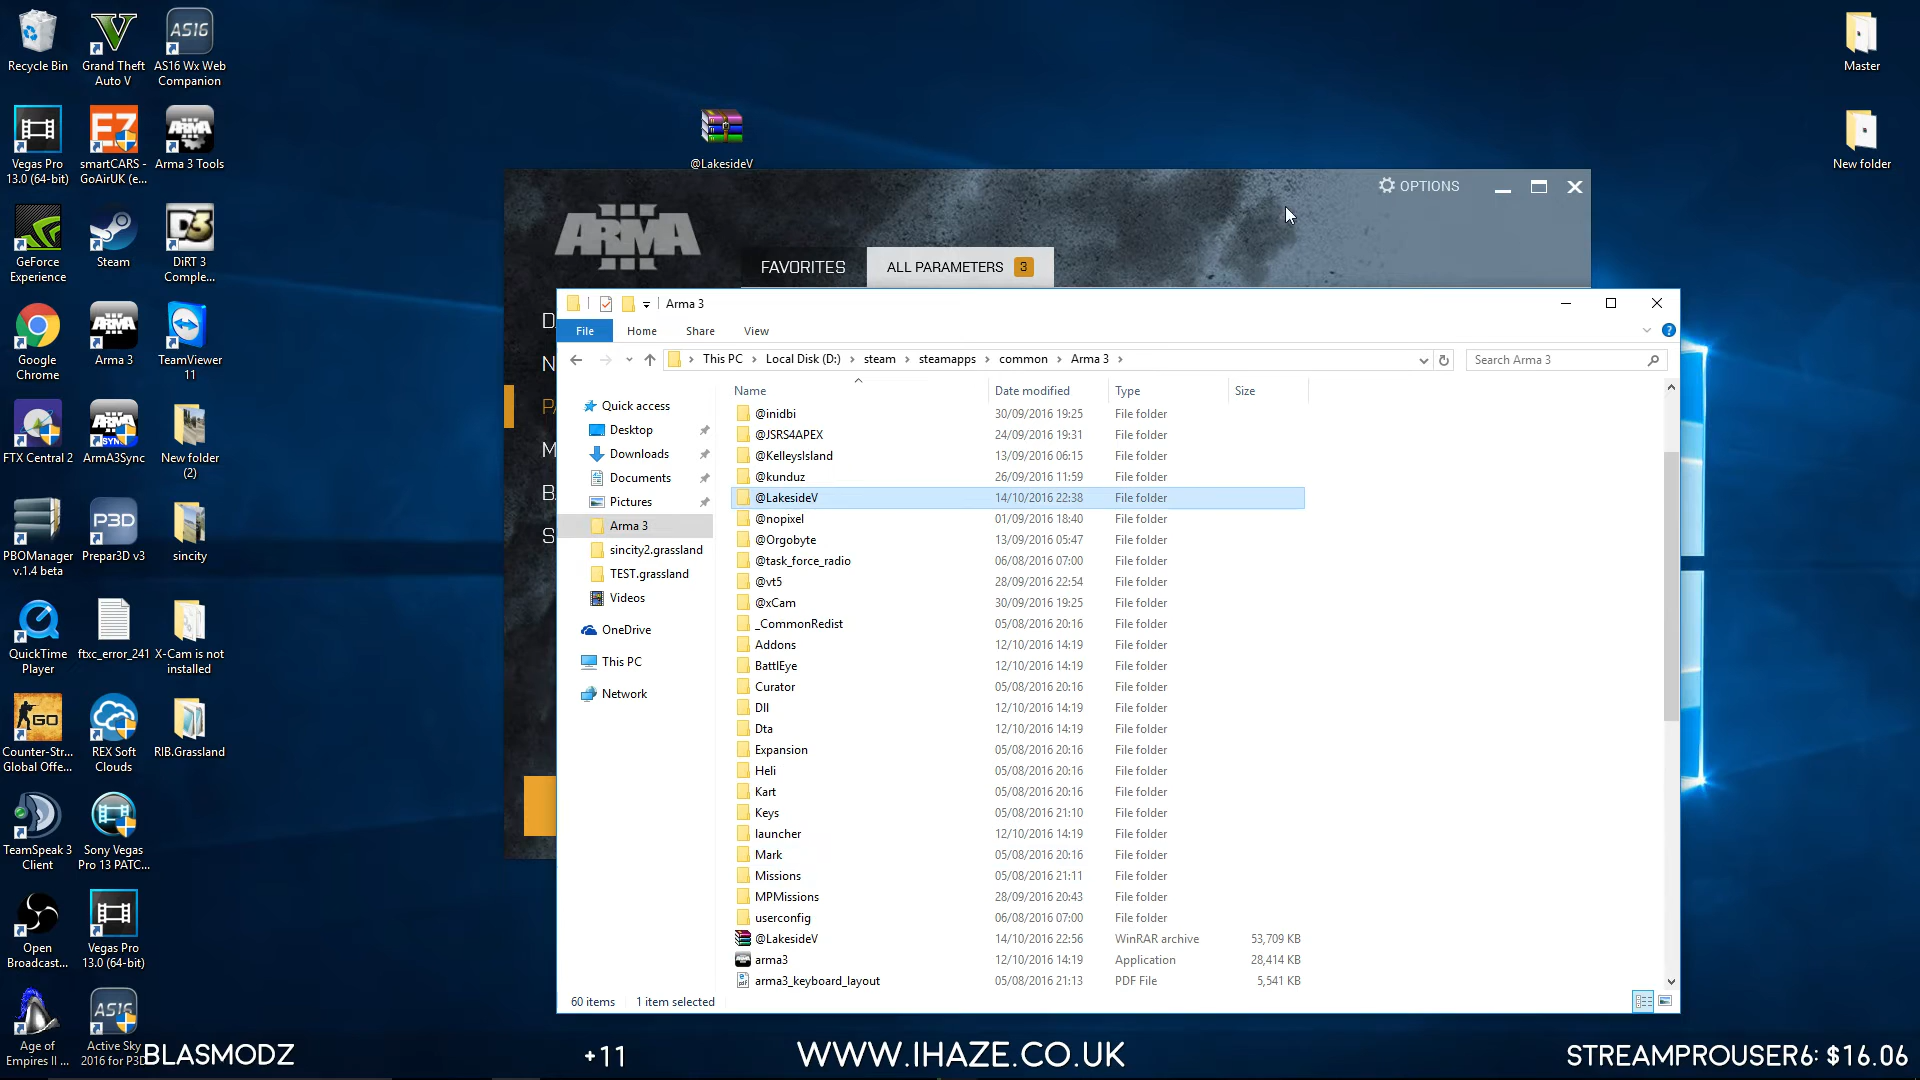 Recycle Bin
Grand Theft
Auto V
AS16
AS16 Wx Web
Companion
Master
Vegas Pro
13.0 (64-bit)
smartCARS -
GoAirUK (e...
ARMA
Arma 3 Tools
@LakesideV
New folder
GeForce
Experience
Steam
DiRT 3
Comple...
Google
Chrome
Arma 3
TeamViewer
11
FTX Central 2
ArmA3Sync
New folder
(2)
PBOManager
v.1.4 beta
P3D
Prepar3D v3
sincity
QuickTime
Player
ftxc_error_241
X-Cam is not
installed
GO
Counter-Str...
Global Offe...
REX Soft
Clouds
RIB.Grassland
TeamSpeak 3
Client
Sony Vegas
Pro 13 PATC...
Open
Broadcast...
Vegas Pro
13.0 (64-bit)
Age of
Empires II ...
AS16
Active Sky
2016 for P3D
OPTIONS
ARMA
FAVORITES
ALL PARAMETERS 3
Arma 3
File Home Share View
This PC Local Disk (D:) steam steamapps common Arma 3
Search Arma 3
Name Date modified Type Size
Quick access
Desktop
Downloads
Documents
Pictures
Arma 3
sincity2.grassland
TEST.grassland
Videos
OneDrive
This PC
Network
@inidbi 30/09/2016 19:25 File folder
@JSRS4APEX 24/09/2016 19:31 File folder
@KelleysIsland 13/09/2016 06:15 File folder
@kunduz 26/09/2016 11:59 File folder
@LakesideV 14/10/2016 22:38 File folder
@nopixel 01/09/2016 18:40 File folder
@Orgobyte 13/09/2016 05:47 File folder
@task_force_radio 06/08/2016 07:00 File folder
@vt5 28/09/2016 22:54 File folder
@xCam 30/09/2016 19:25 File folder
_CommonRedist 05/08/2016 20:16 File folder
Addons 12/10/2016 14:19 File folder
BattlEye 12/10/2016 14:19 File folder
Curator 05/08/2016 20:16 File folder
Dll 12/10/2016 14:19 File folder
Dta 12/10/2016 14:19 File folder
Expansion 05/08/2016 20:16 File folder
Heli 05/08/2016 20:16 File folder
Kart 05/08/2016 20:16 File folder
Keys 05/08/2016 21:10 File folder
launcher 12/10/2016 14:19 File folder
Mark 05/08/2016 20:16 File folder
Missions 05/08/2016 21:11 File folder
MPMissions 28/09/2016 20:43 File folder
userconfig 06/08/2016 07:00 File folder
@LakesideV 14/10/2016 22:56 WinRAR archive 53,709 KB
arma3 12/10/2016 14:19 Application 28,414 KB
arma3_keyboard_layout 05/08/2016 21:13 PDF File 5,541 KB
60 items 1 item selected
BLASMODZ
+11
WWW.IHAZE.CO.UK
STREAMPROUSER6: $16.06